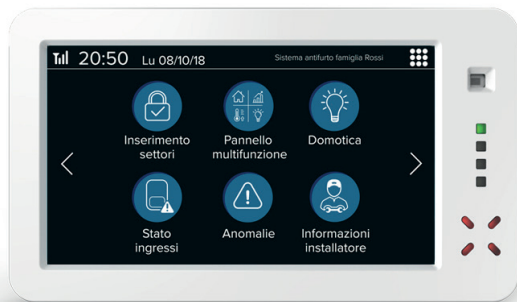 20:50 Lu 08/10/18 Sistema antifurto famiglia Rossi
Inserimento
settori
Pannello
multifunzione
Domotica
Stato
ingressi
Anomalie
Informazioni
installatore